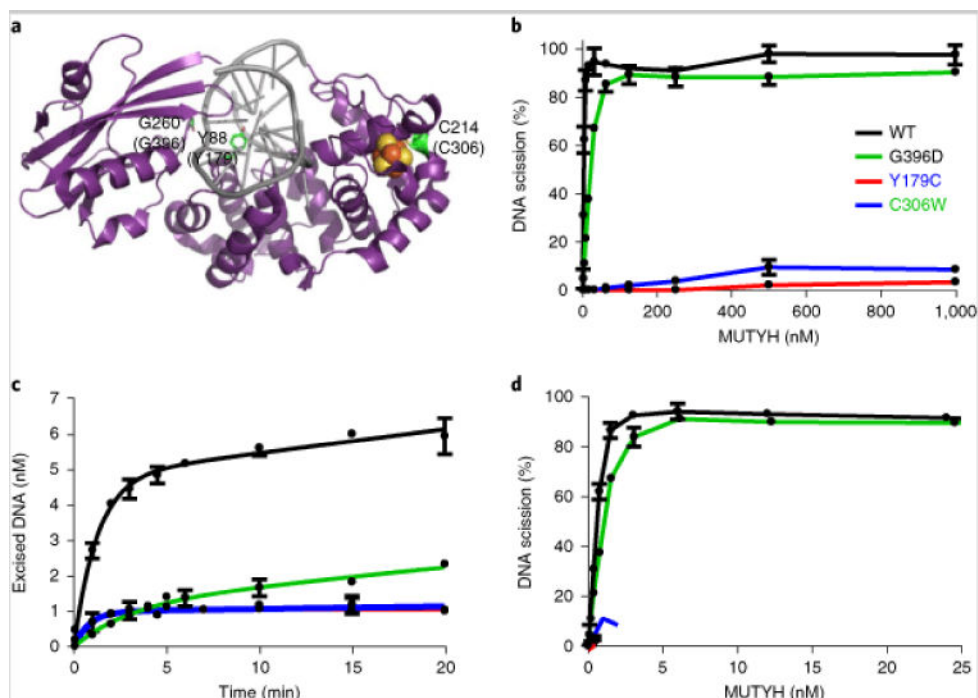 a
G260
(G396)
Y88
(Y179)
C214
(C306)
b
DNA scission (%)
100
80
60
40
20
0
WT
G396D
Y179C
C306W
0
200
400
600
800
1,000
MUTYH (nM)
c
Excised DNA (nM)
7
6
5
4
3
2
1
0
0
5
10
15
20
Time (min)
d
DNA scission (%)
100
80
60
40
20
0
0
5
10
15
20
25
MUTYH (nM)